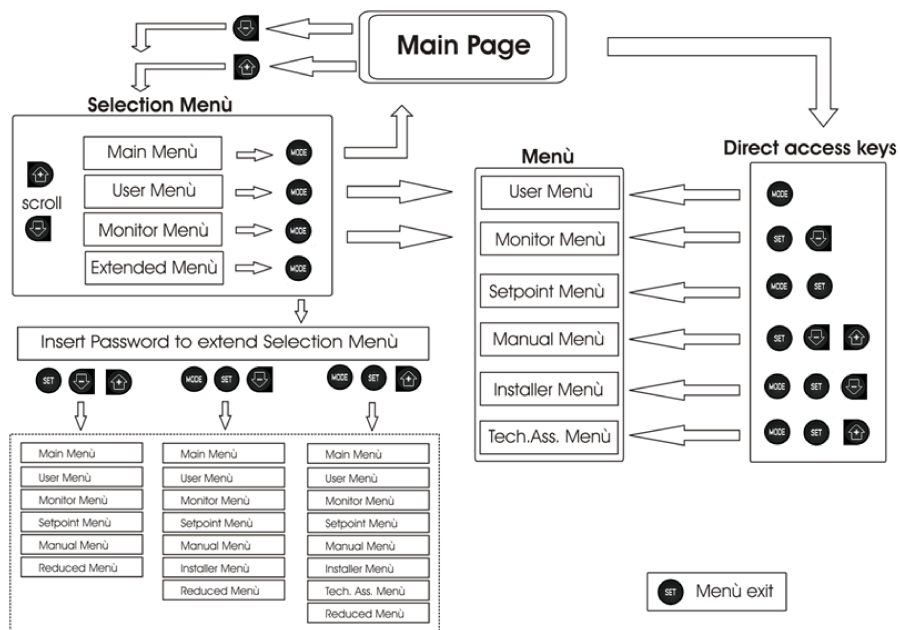 Main Page
Selection Menù
Main Menù
MODE
scroll
User Menù
MODE
Monitor Menù
MODE
Extended Menù
MODE
Menù
User Menù
Monitor Menù
Setpoint Menù
Manual Menù
Installer Menù
Tech.Ass. Menù
Direct access keys
MODE
SET
MODE SET
SET
MODE SET
MODE SET
Insert Password to extend Selection Menù
SET
MODE SET
MODE SET
Main Menù
User Menù
Monitor Menù
Setpoint Menù
Manual Menù
Reduced Menù
Main Menù
User Menù
Monitor Menù
Setpoint Menù
Manual Menù
Installer Menù
Reduced Menù
Main Menù
User Menù
Monitor Menù
Setpoint Menù
Manual Menù
Installer Menù
Tech. Ass. Menù
Reduced Menù
SET Menù exit